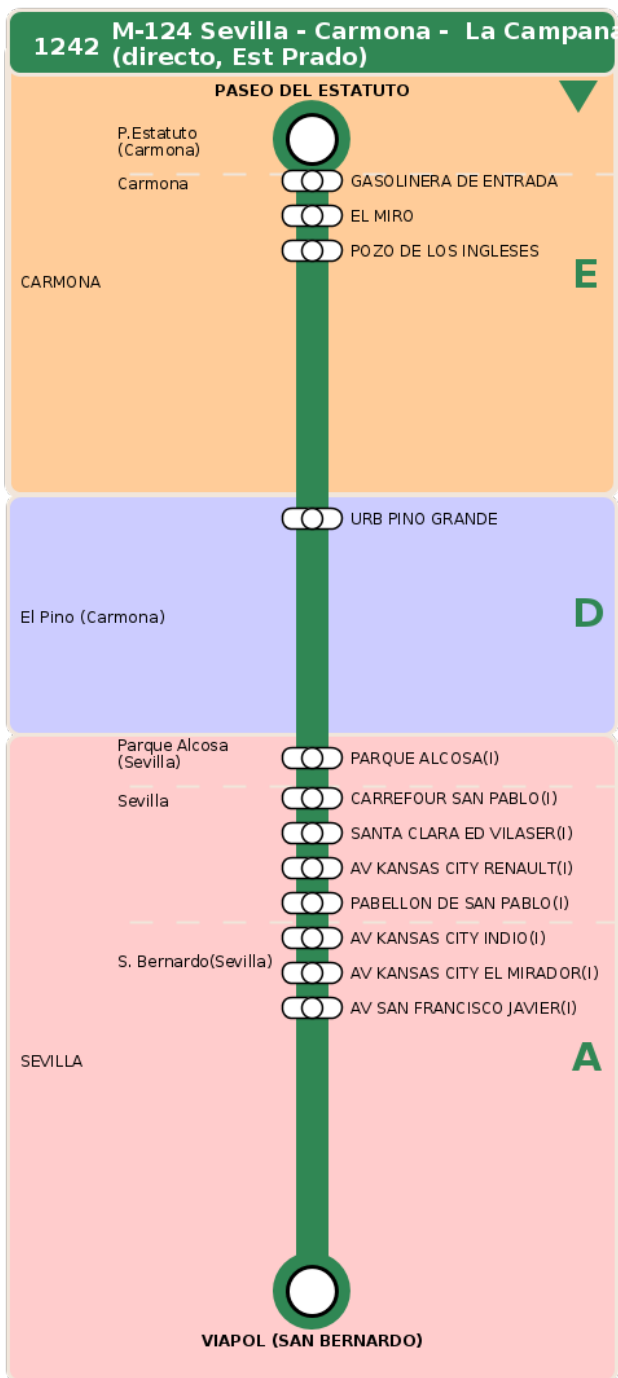 1242
M-124 Sevilla - Carmona - La Campana
(directo, Est Prado)
PASEO DEL ESTATUTO
P.Estatuto
(Carmona)
Carmona
GASOLINERA DE ENTRADA
EL MIRO
POZO DE LOS INGLESES
CARMONA
E
URB PINO GRANDE
El Pino (Carmona)
D
Parque Alcosa
(Sevilla)
PARQUE ALCOSA(I)
Sevilla
CARREFOUR SAN PABLO(I)
SANTA CLARA ED VILASER(I)
AV KANSAS CITY RENAULT(I)
PABELLON DE SAN PABLO(I)
AV KANSAS CITY INDIO(I)
S. Bernardo(Sevilla)
AV KANSAS CITY EL MIRADOR(I)
AV SAN FRANCISCO JAVIER(I)
SEVILLA
A
VIAPOL (SAN BERNARDO)